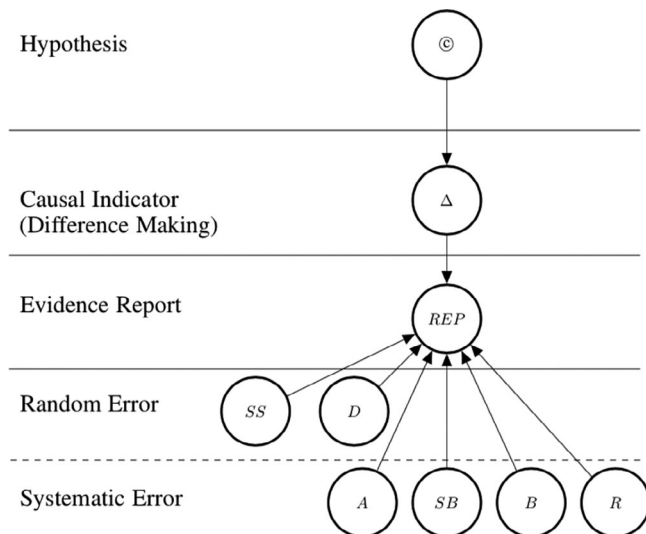 Hypothesis
©
Causal Indicator
(Difference Making)
Δ
Evidence Report
REP
Random Error
SS
D
Systematic Error
A
SB
B
R